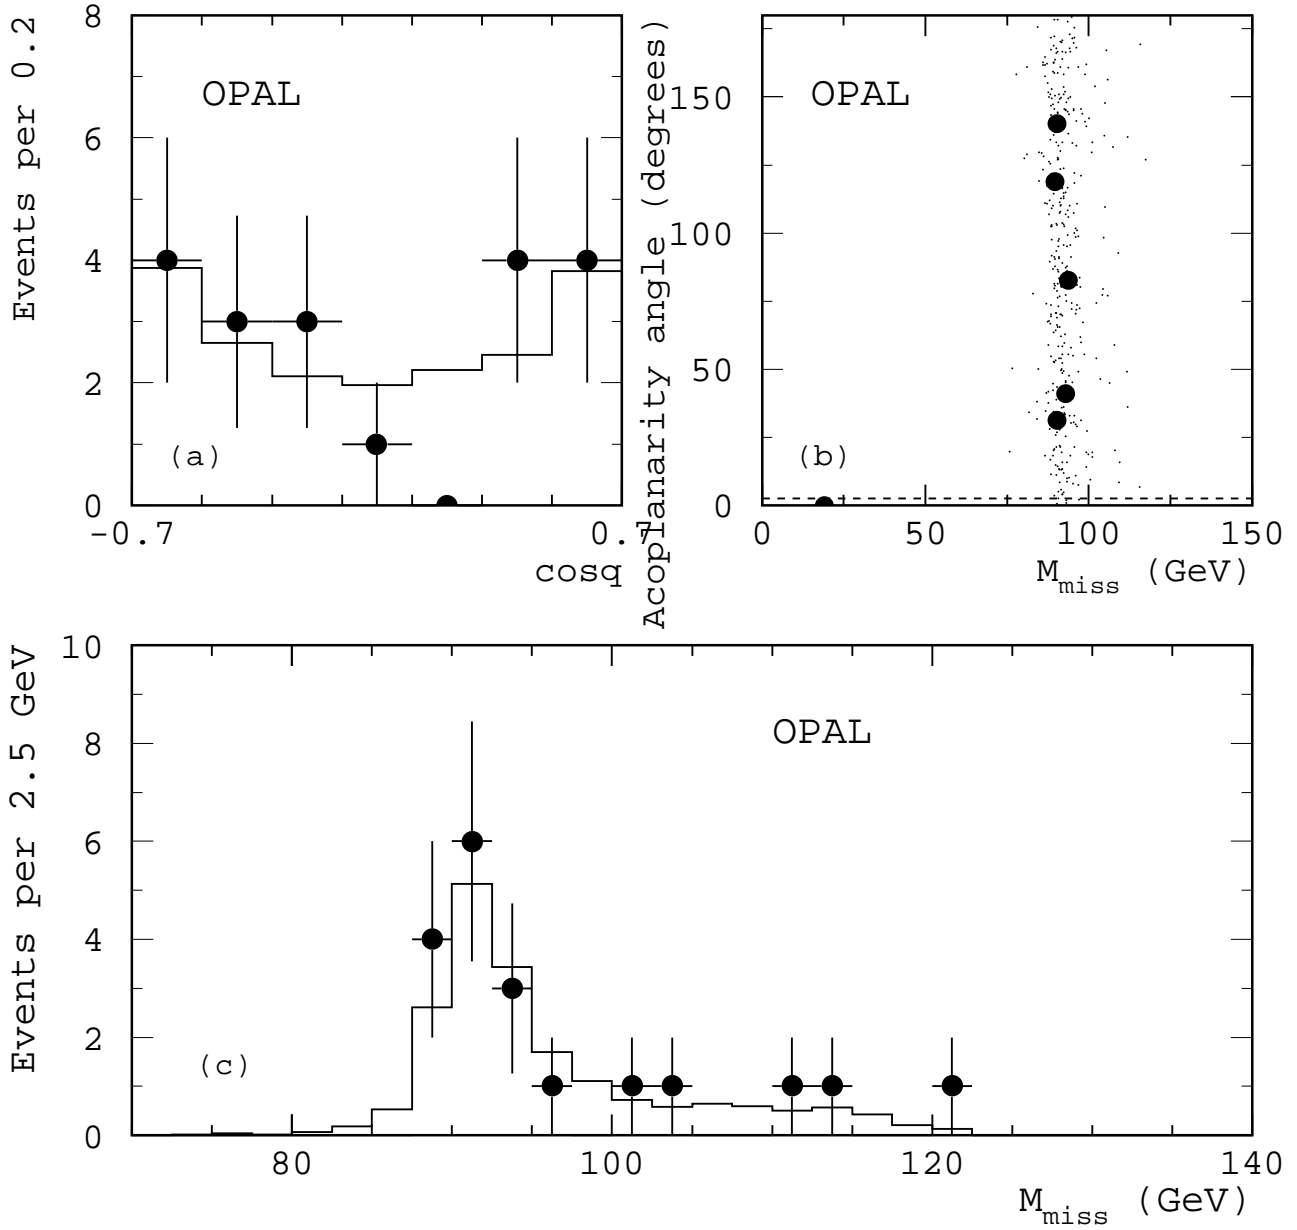 Events per 0.2
8
6
4
2
0
OPAL
(a)
-0.7
0.7
cosq
Acoplanarity angle (degrees)
150
100
50
0
OPAL
(b)
0
50
100
150
M_miss (GeV)
Events per 2.5 GeV
10
8
6
4
2
0
OPAL
(c)
80
100
120
140
M_miss (GeV)